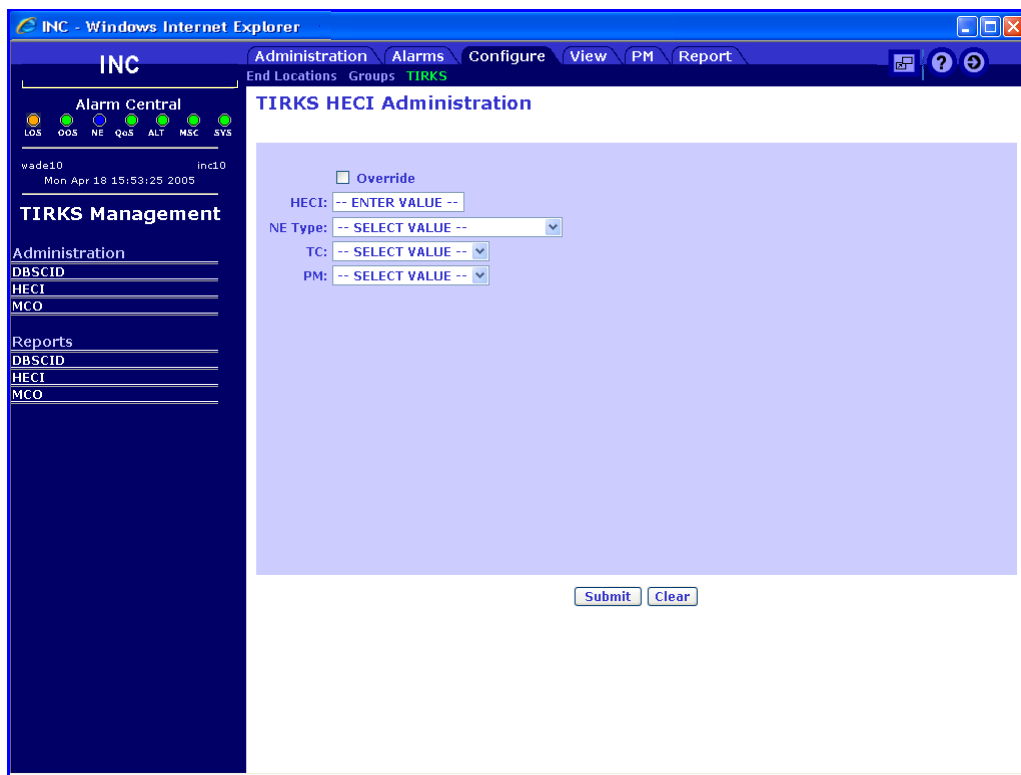 INC - Windows Internet Explorer
INC
Administration Alarms Configure View PM Report
End Locations Groups TIRKS
Alarm Central
LOS OOS NE QoS ALT MSC SYS
wade10 inc10
Mon Apr 18 15:53:25 2005
TIRKS Management
Administration
DBSCID
HECI
MCO
Reports
DBSCID
HECI
MCO
TIRKS HECI Administration
Override
HECI: -- ENTER VALUE --
NE Type: -- SELECT VALUE --
TC: -- SELECT VALUE --
PM: -- SELECT VALUE --
Submit Clear